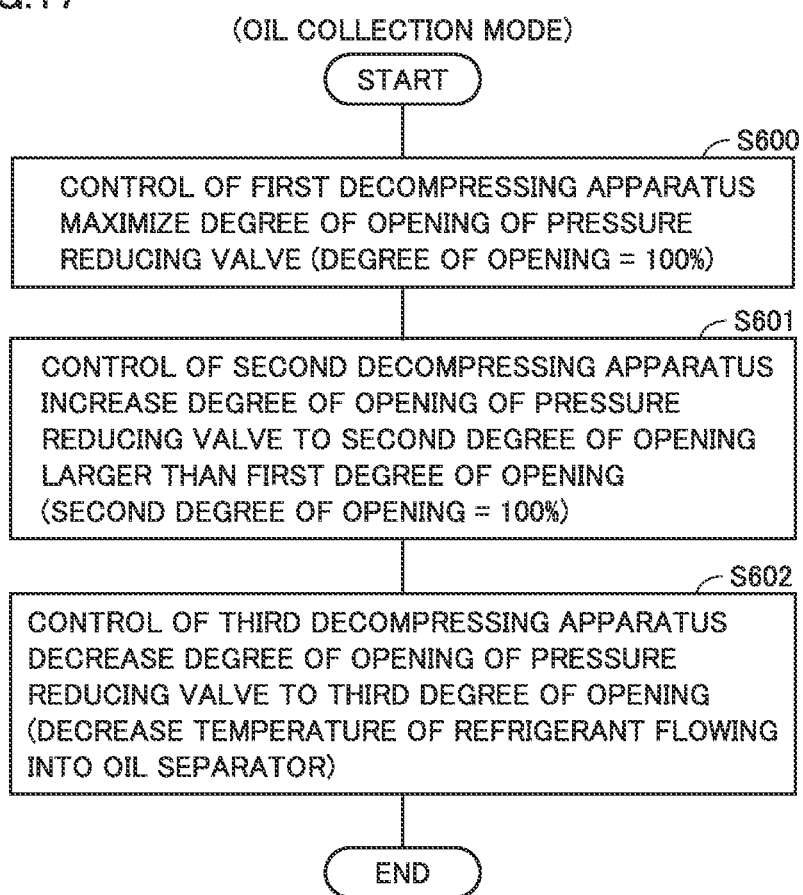 (OIL COLLECTION MODE)
START
S600
CONTROL OF FIRST DECOMPRESSING APPARATUS
MAXIMIZE DEGREE OF OPENING OF PRESSURE
REDUCING VALVE (DEGREE OF OPENING = 100%)
S601
CONTROL OF SECOND DECOMPRESSING APPARATUS
INCREASE DEGREE OF OPENING OF PRESSURE
REDUCING VALVE TO SECOND DEGREE OF OPENING
LARGER THAN FIRST DEGREE OF OPENING
(SECOND DEGREE OF OPENING = 100%)
S602
CONTROL OF THIRD DECOMPRESSING APPARATUS
DECREASE DEGREE OF OPENING OF PRESSURE
REDUCING VALVE TO THIRD DEGREE OF OPENING
(DECREASE TEMPERATURE OF REFRIGERANT FLOWING
INTO OIL SEPARATOR)
END